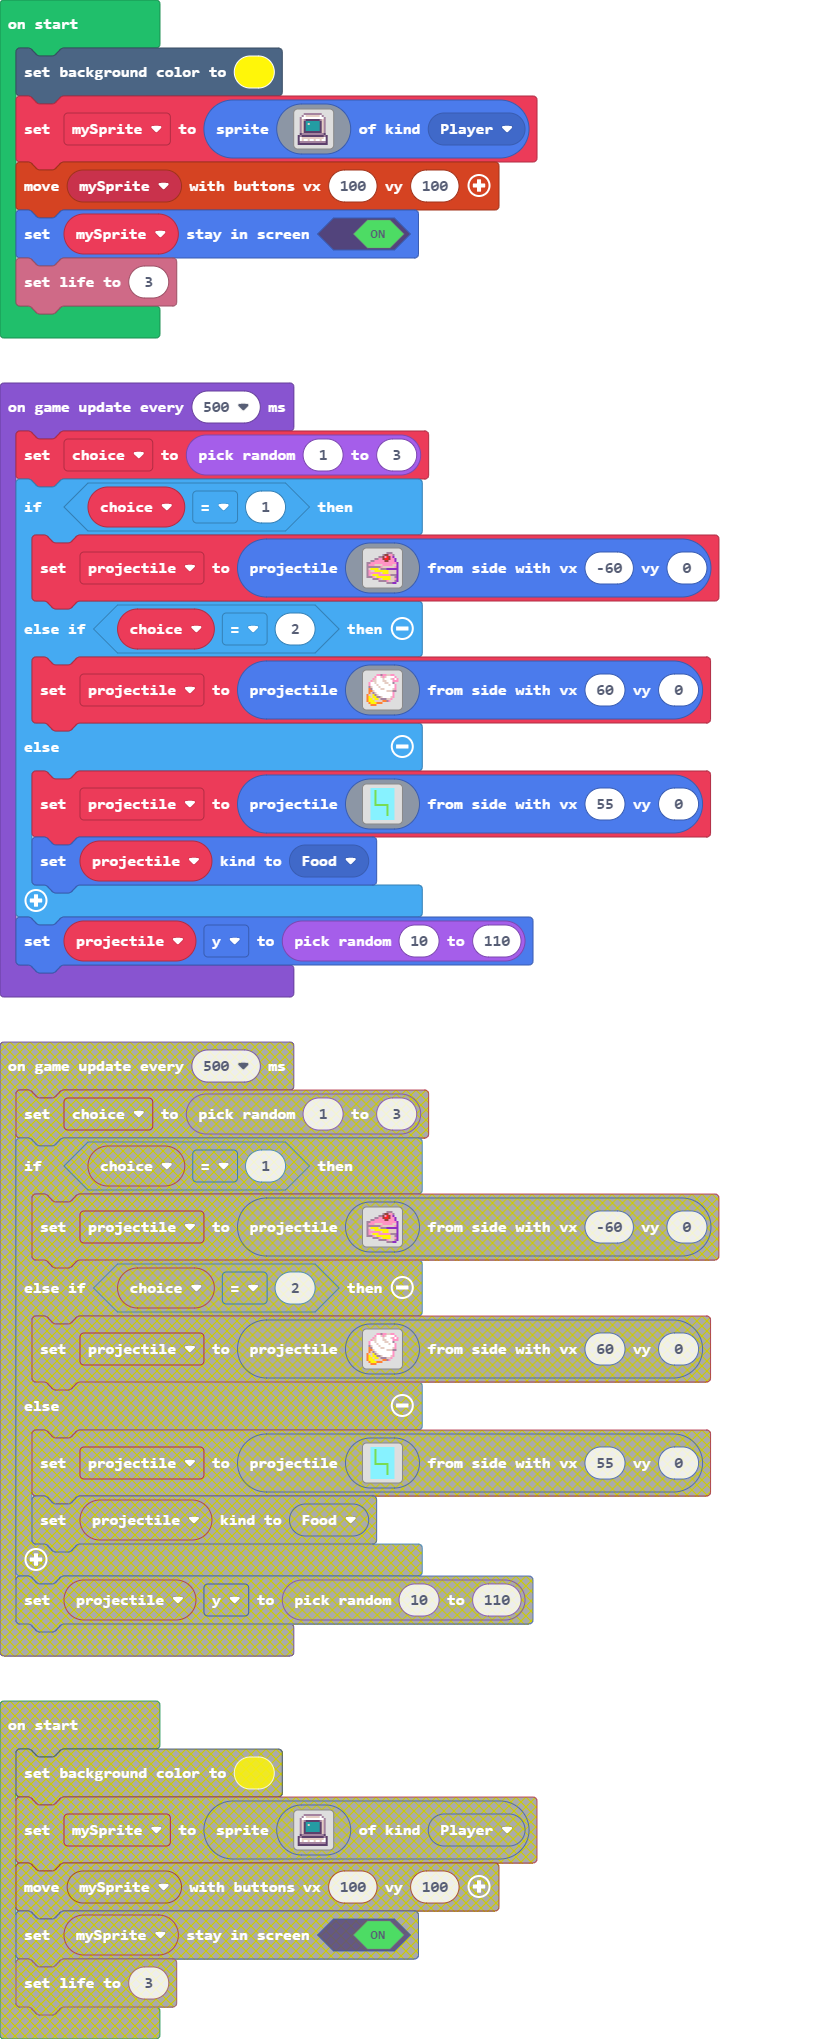 on start
set background color to
set mySprite to sprite of kind Player
move mySprite with buttons vx 100 vy 100
set mySprite stay in screen ON
set life to 3
on game update every 500 ms
set choice to pick random 1 to 3
if choice = 1 then
set projectile to projectile from side with vx -60 vy 0
else if choice = 2 then
set projectile to projectile from side with vx 60 vy 0
else
set projectile to projectile from side with vx 55 vy 0
set projectile kind to Food
set projectile y to pick random 10 to 110
on game update every 500 ms
set choice to pick random 1 to 3
if choice = 1 then
set projectile to projectile from side with vx -60 vy 0
else if choice = 2 then
set projectile to projectile from side with vx 60 vy 0
else
set projectile to projectile from side with vx 55 vy 0
set projectile kind to Food
set projectile y to pick random 10 to 110
on start
set background color to
set mySprite to sprite of kind Player
move mySprite with buttons vx 100 vy 100
set mySprite stay in screen ON
set life to 3